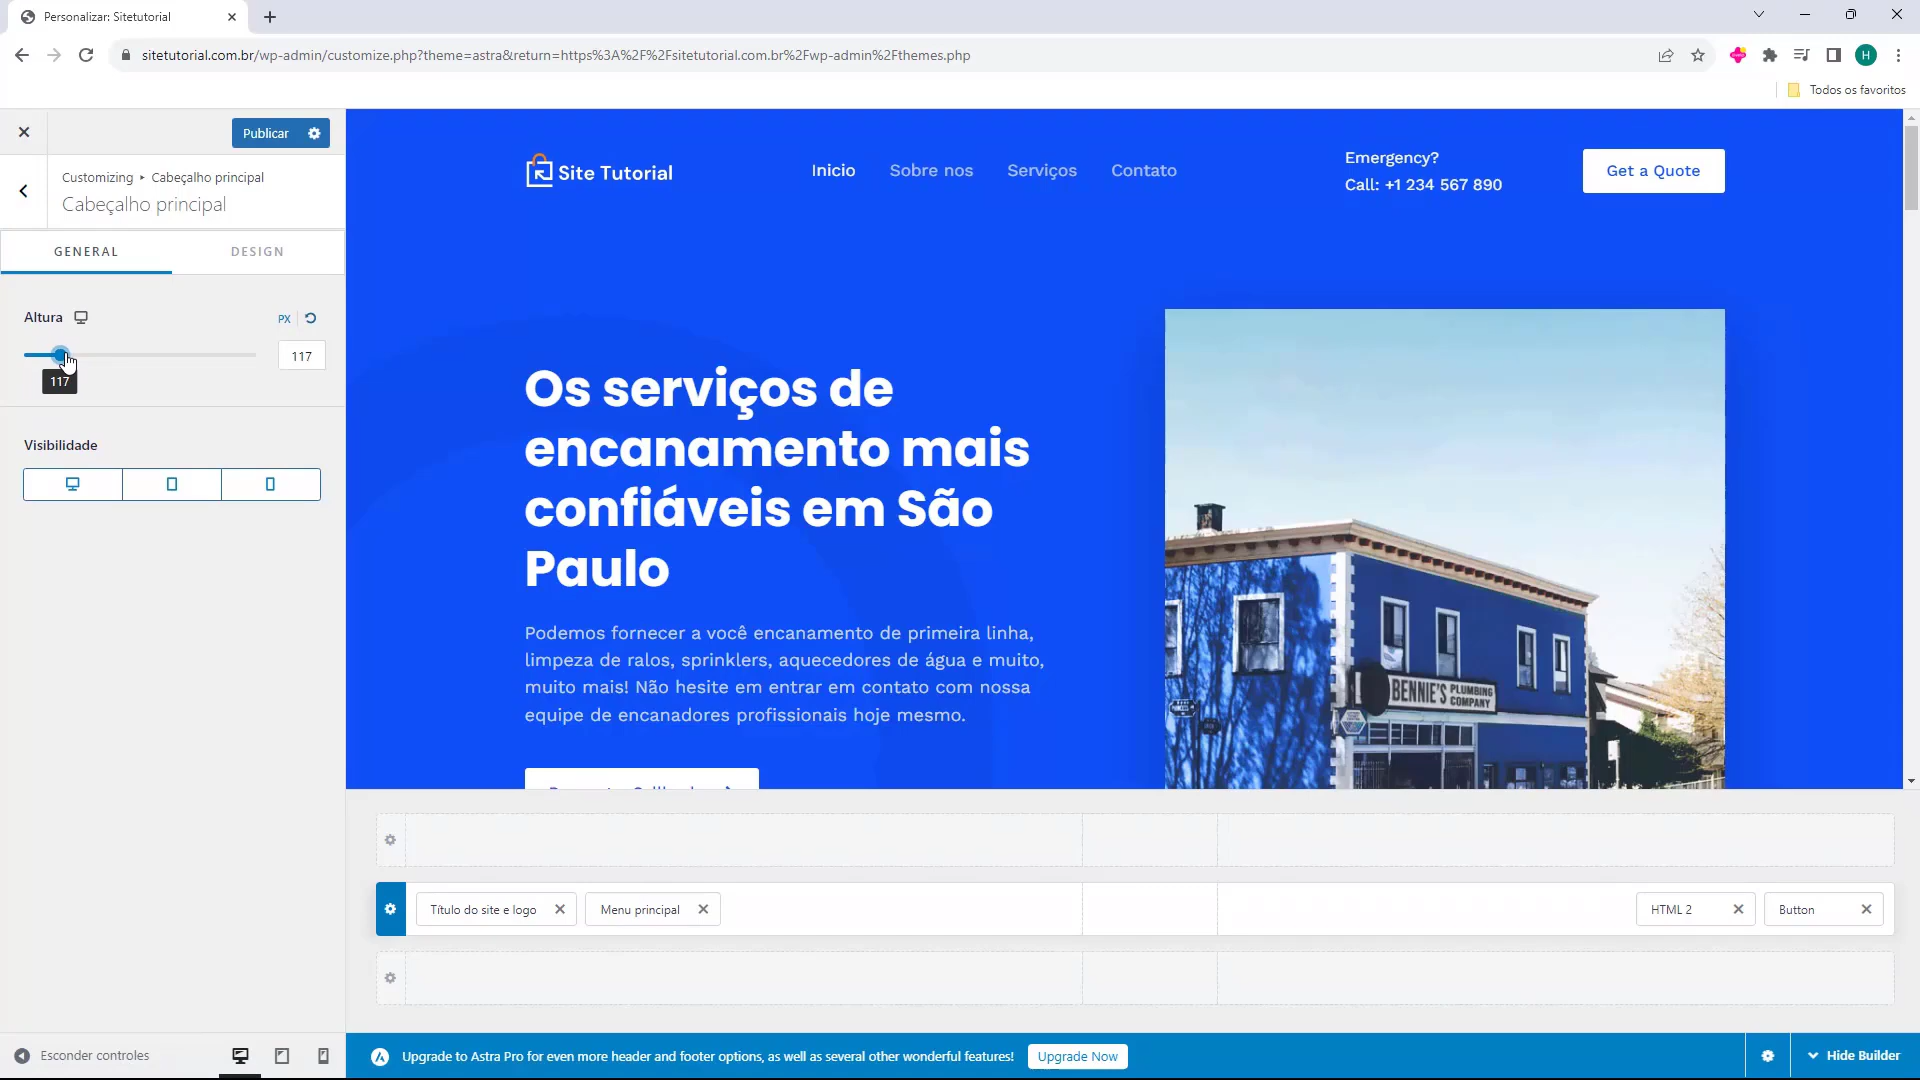 Personalizar: Sitetutorial
sitetutorial.com.br/wp-admin/customize.php?theme=astra&return=https%3A%2F%2Fsitetutorial.com.br%2Fwp-admin%2Fthemes.php
H
Todos os favoritos
Publicar
Customizing ▸ Cabeçalho principal
Cabeçalho principal
GENERAL
DESIGN
Altura
PX
117
117
Visibilidade
Esconder controles
Site Tutorial
Inicio
Sobre nos
Serviços
Contato
Emergency?
Call: +1 234 567 890
Get a Quote
Os serviços de
encanamento mais
confiáveis em São
Paulo
Podemos fornecer a você encanamento de primeira linha,
limpeza de ralos, sprinklers, aquecedores de água e muito,
muito mais! Não hesite em entrar em contato com nossa
equipe de encanadores profissionais hoje mesmo.
BENNIE'S PLUMBING
COMPANY
Título do site e logo
Menu principal
HTML 2
Button
Upgrade to Astra Pro for even more header and footer options, as well as several other wonderful features!
Upgrade Now
Hide Builder